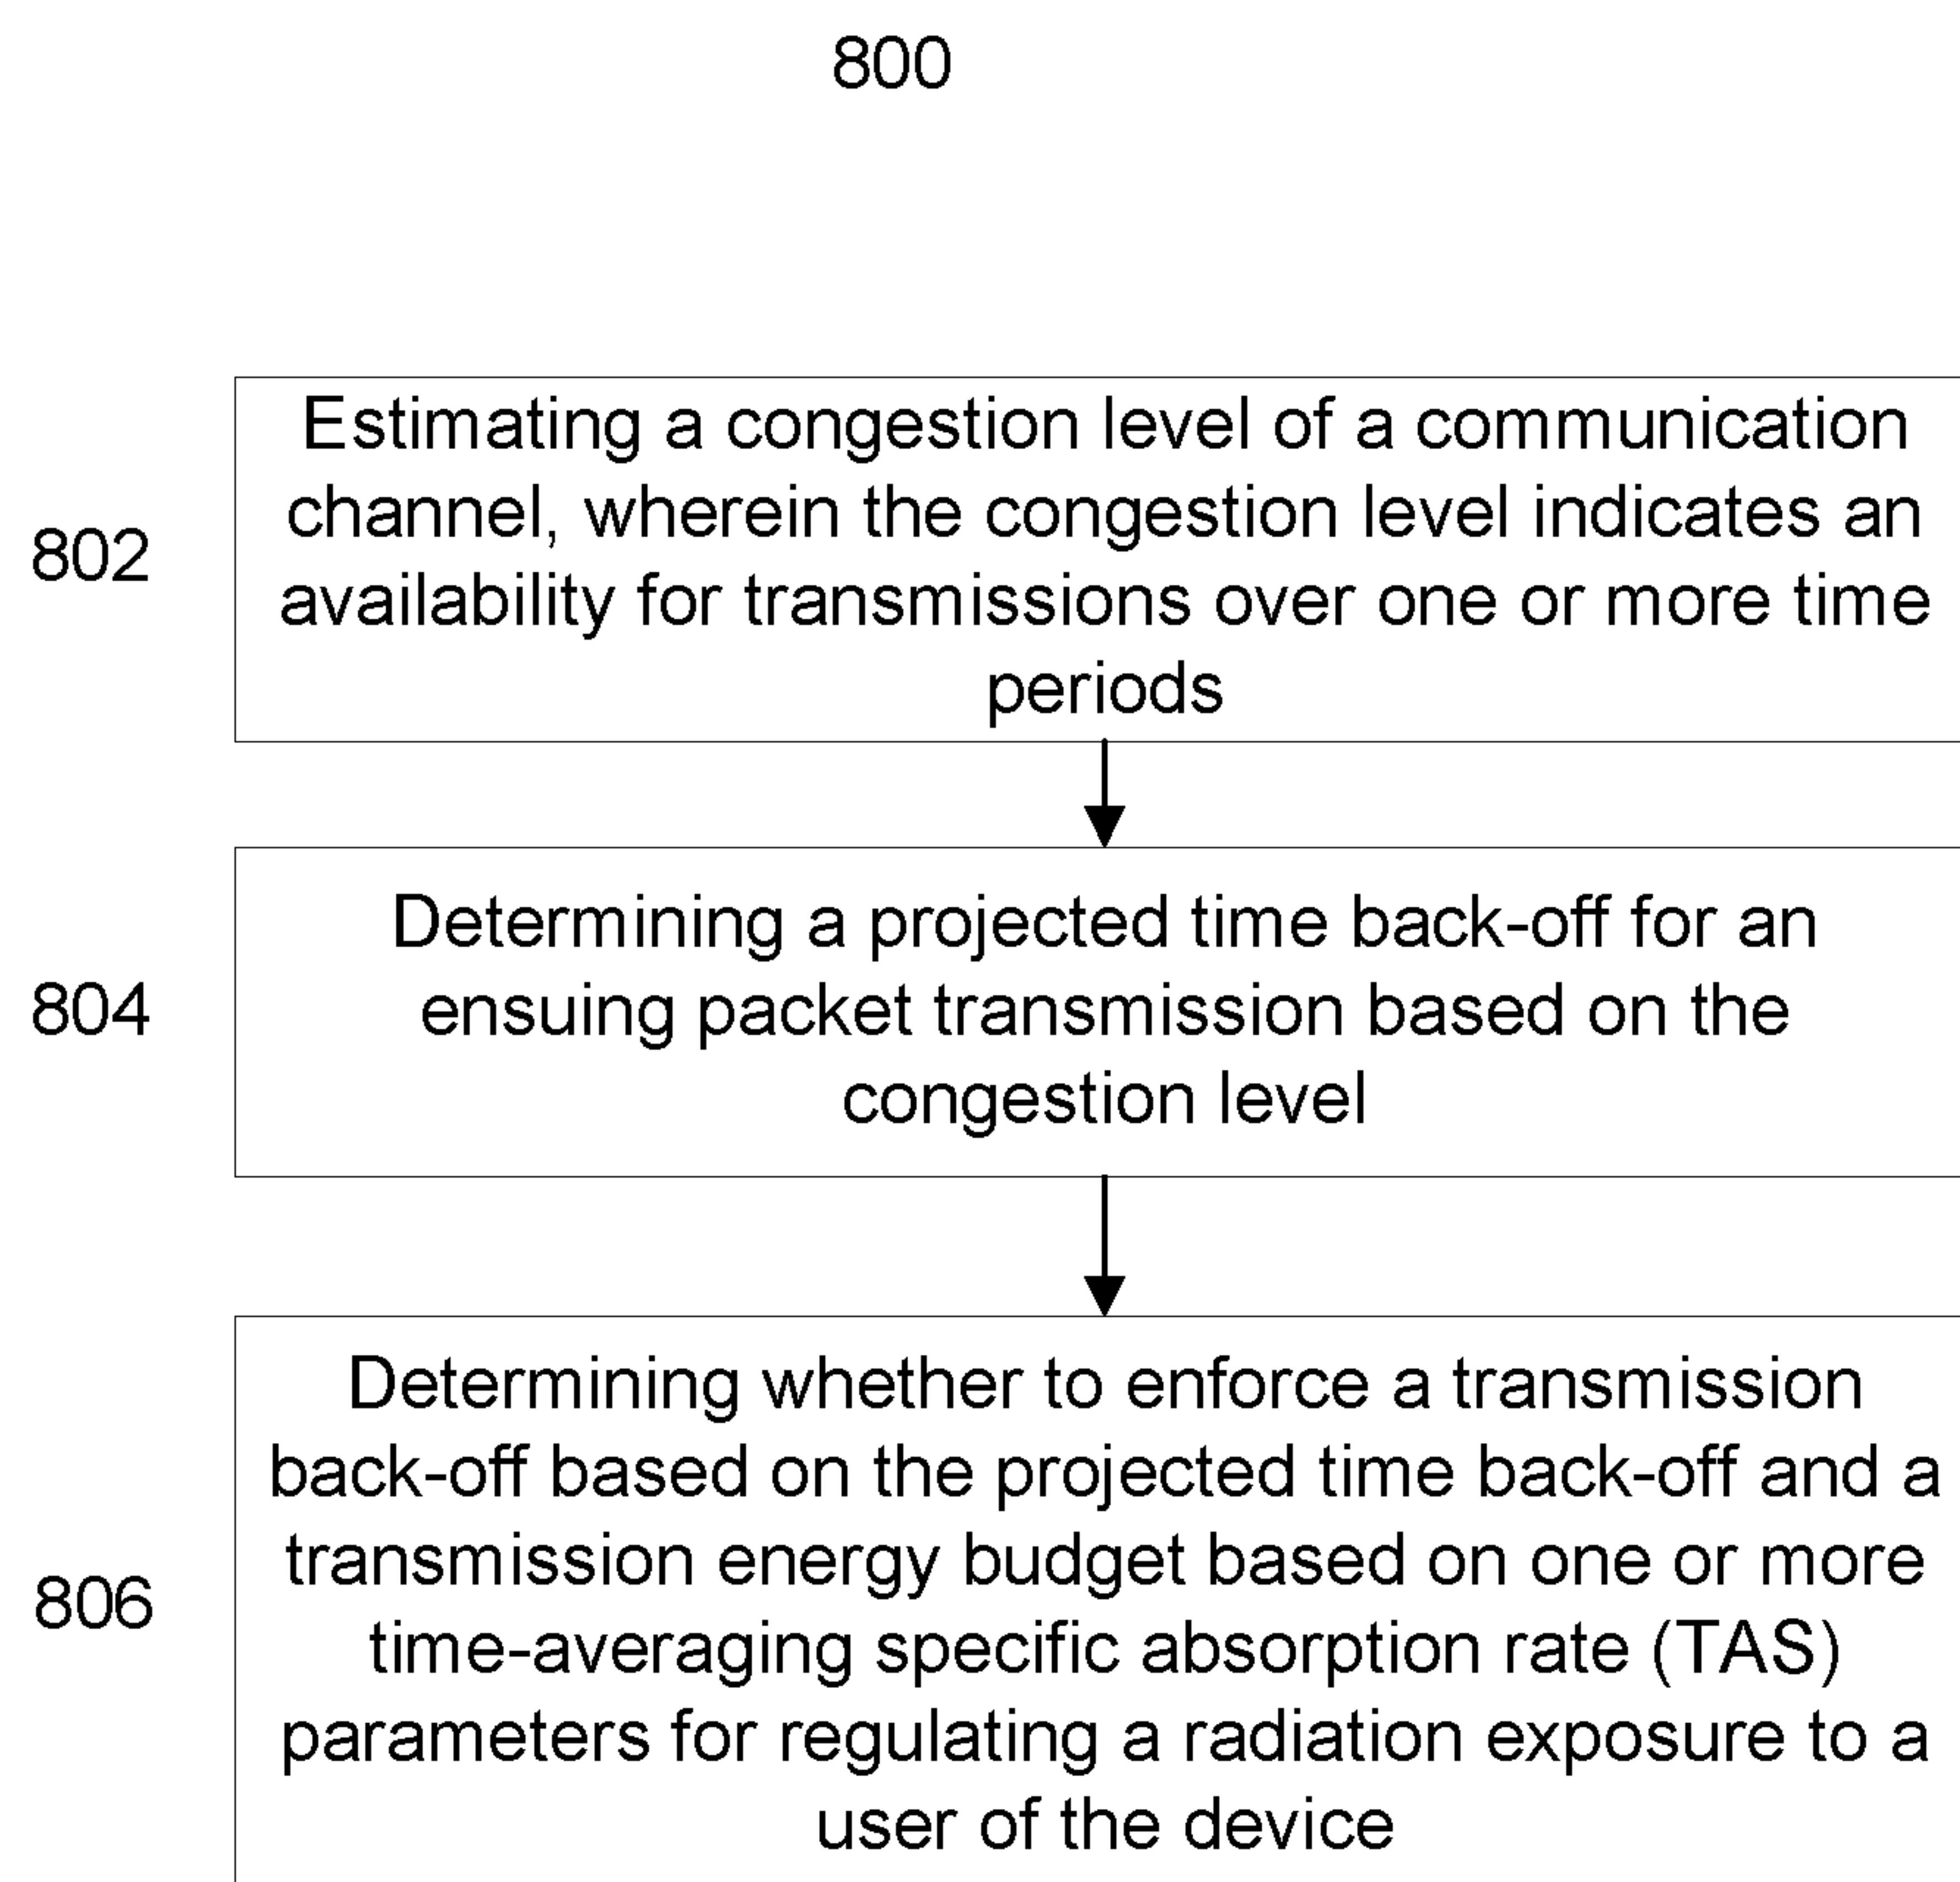 800
802
Estimating a congestion level of a communication
channel, wherein the congestion level indicates an
availability for transmissions over one or more time
periods
804
Determining a projected time back-off for an
ensuing packet transmission based on the
congestion level
806
Determining whether to enforce a transmission
back-off based on the projected time back-off and a
transmission energy budget based on one or more
time-averaging specific absorption rate (TAS)
parameters for regulating a radiation exposure to a
user of the device